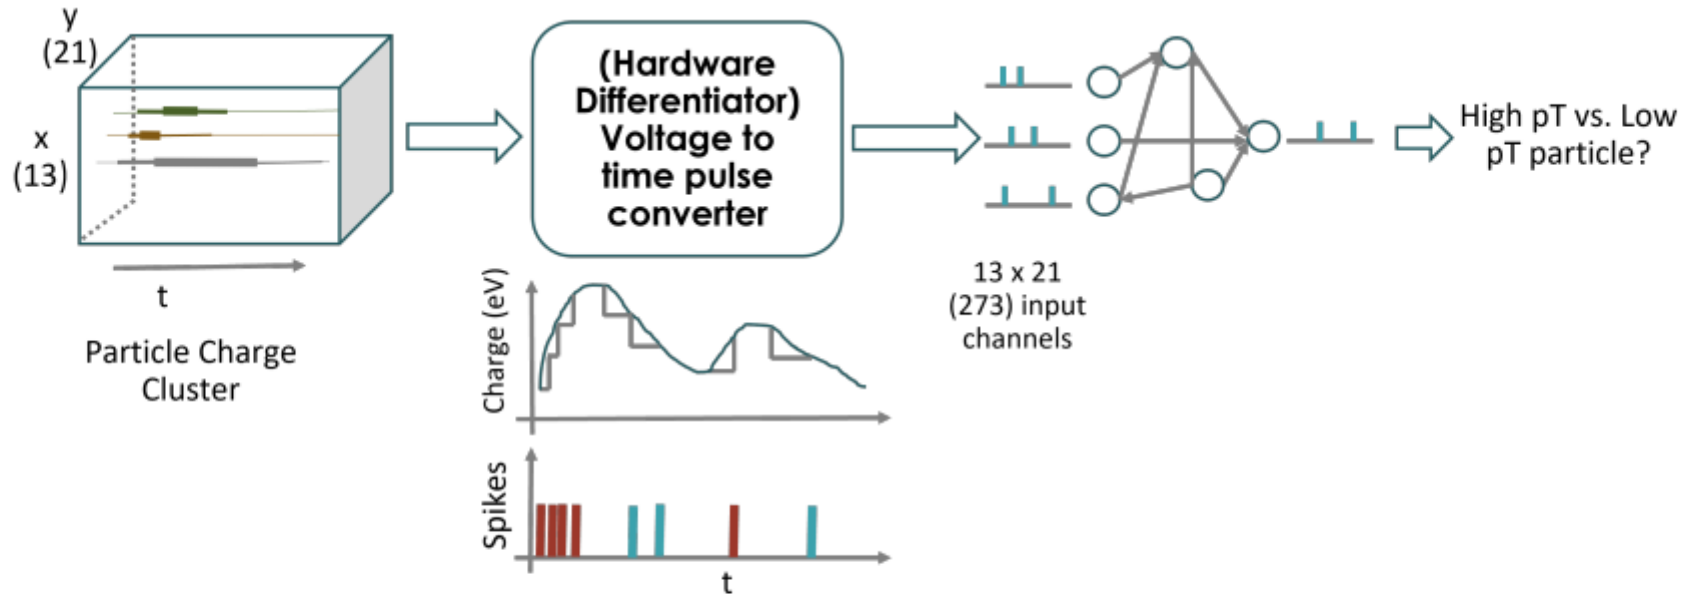 y
(21)
x
(13)
t
Particle Charge
Cluster
(Hardware
Differentiator)
Voltage to
time pulse
converter
Charge (eV)
Spikes
t
13 x 21
(273) input
channels
High pT vs. Low
pT particle?